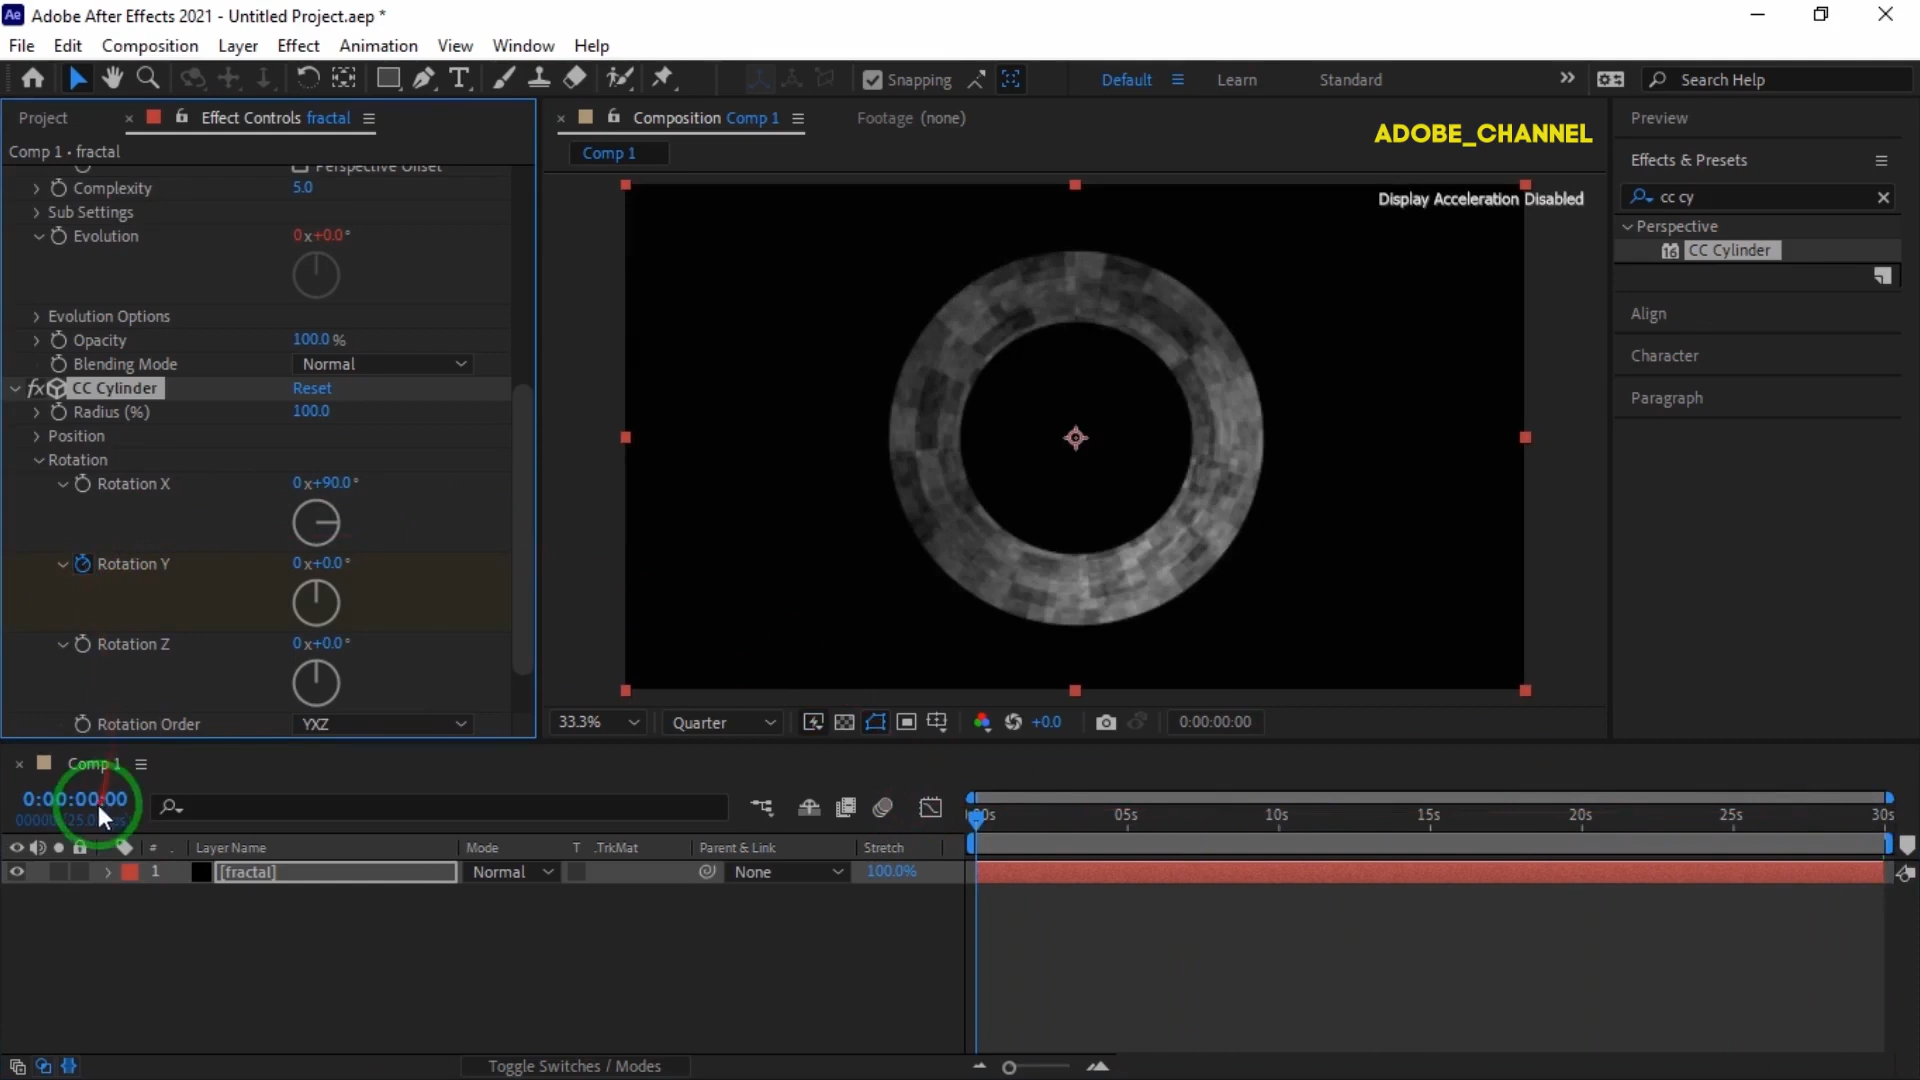 Adobe After Effects 2021 - Untitled Project.aep *
File Edit Composition Layer Effect Animation View Window Help
Snapping Default Learn Standard Search Help
Project Effect Controls fractal
Composition Comp 1 Footage (none)
ADOBE_CHANNEL
Preview
Comp 1 • fractal
Comp 1
Effects & Presets
Perspective Offset
Complexity 5.0
Display Acceleration Disabled
cc cy
Sub Settings
Perspective
Evolution 0x+0.0°
CC Cylinder
Evolution Options
Align
Opacity 100.0 %
Character
Blending Mode Normal
fx CC Cylinder Reset
Paragraph
Radius (%) 100.0
Position
Rotation
Rotation X 0x+90.0°
Rotation Y 0x+0.0°
Rotation Z 0x+0.0°
Rotation Order YXZ
33.3% Quarter +0.0 0:00:00:00
Comp 1
0:00:00:00
05s 10s 15s 20s 25s 30s
# Layer Name Mode T .TrkMat Parent & Link Stretch
1 [fractal] Normal None 100.0%
Toggle Switches / Modes